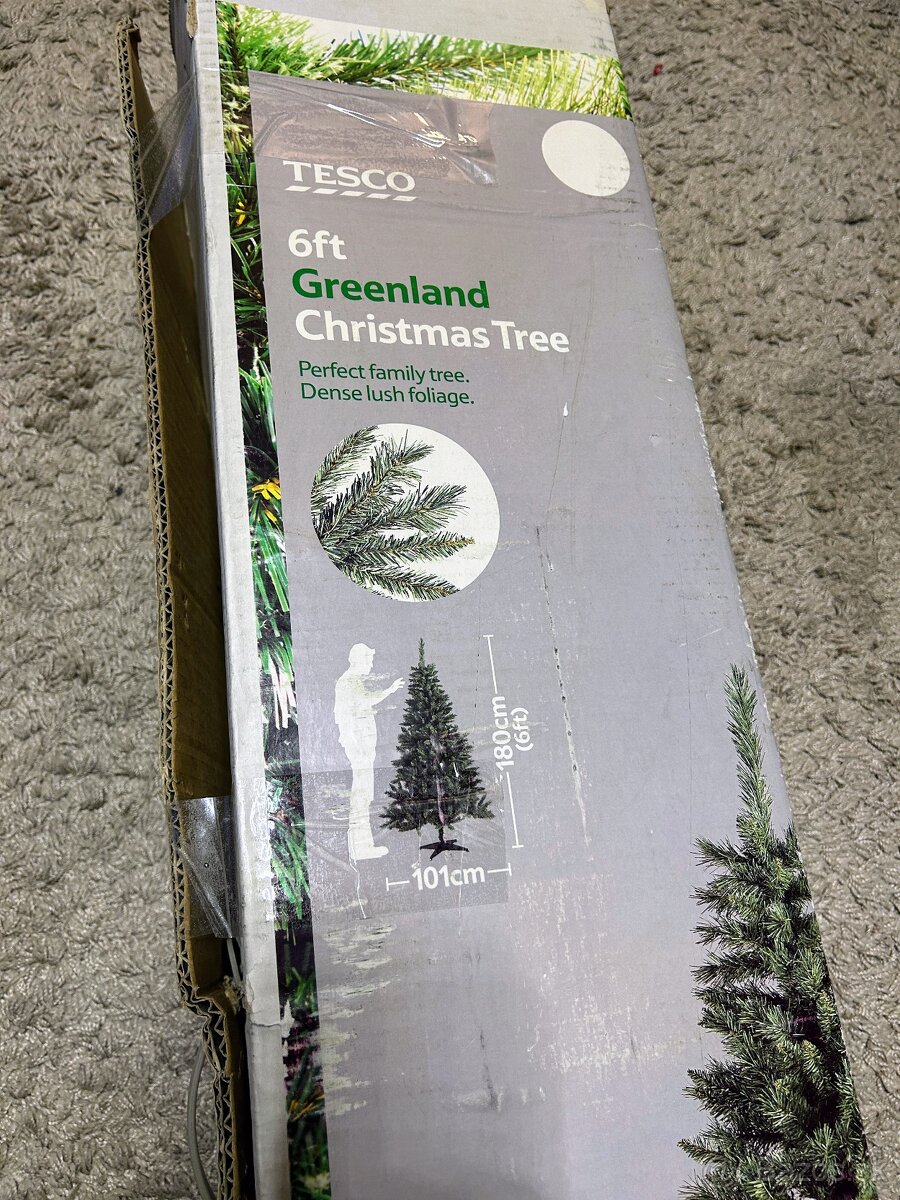 TESCO
6ft
Greenland
Christmas Tree
Perfect family tree.
Dense lush foliage.
180cm
(6ft)
101cm